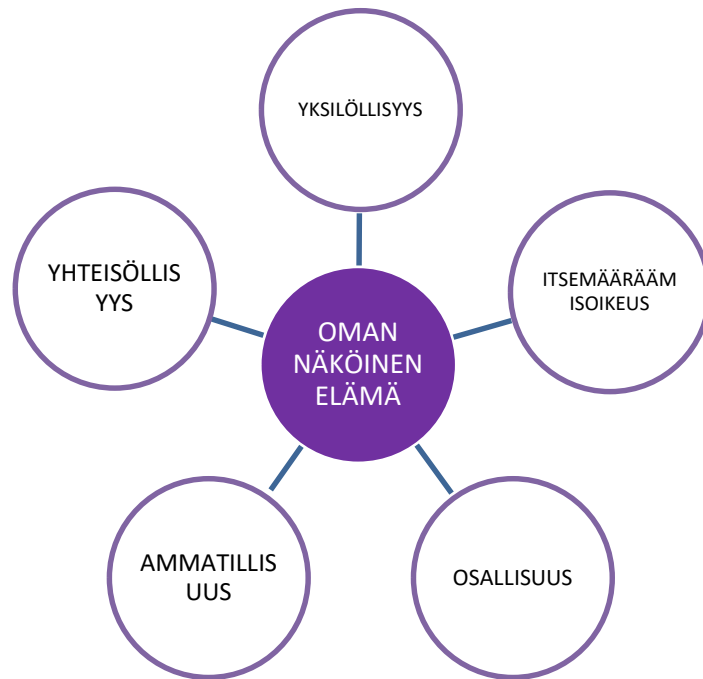 YKSILÖLLISYYS
ITSEMÄÄRÄÄM
ISOIKEUS
OSALLISUUS
AMMATILLIS
UUS
YHTEISÖLLIS
YYS
OMAN
NÄKÖINEN
ELÄMÄ